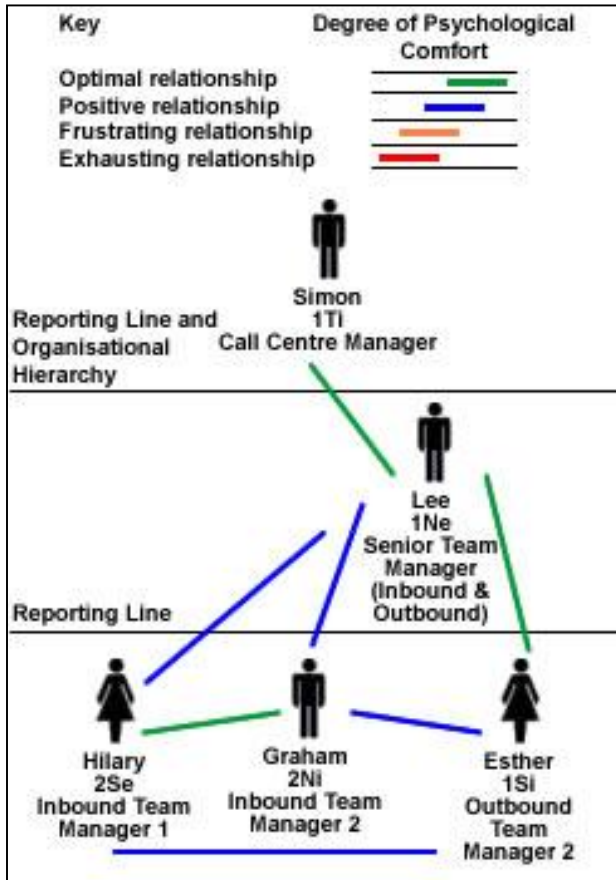 Key
Degree of Psychological
Comfort
Optimal relationship
Positive relationship
Frustrating relationship
Exhausting relationship
Simon
1Ti
Call Centre Manager
Reporting Line and
Organisational
Hierarchy
Lee
1Ne
Senior Team
Manager
(Inbound &
Outbound)
Reporting Line
Hilary
2Se
Inbound Team
Manager 1
Graham
2Ni
Inbound Team
Manager 2
Esther
1Si
Outbound
Team
Manager 2